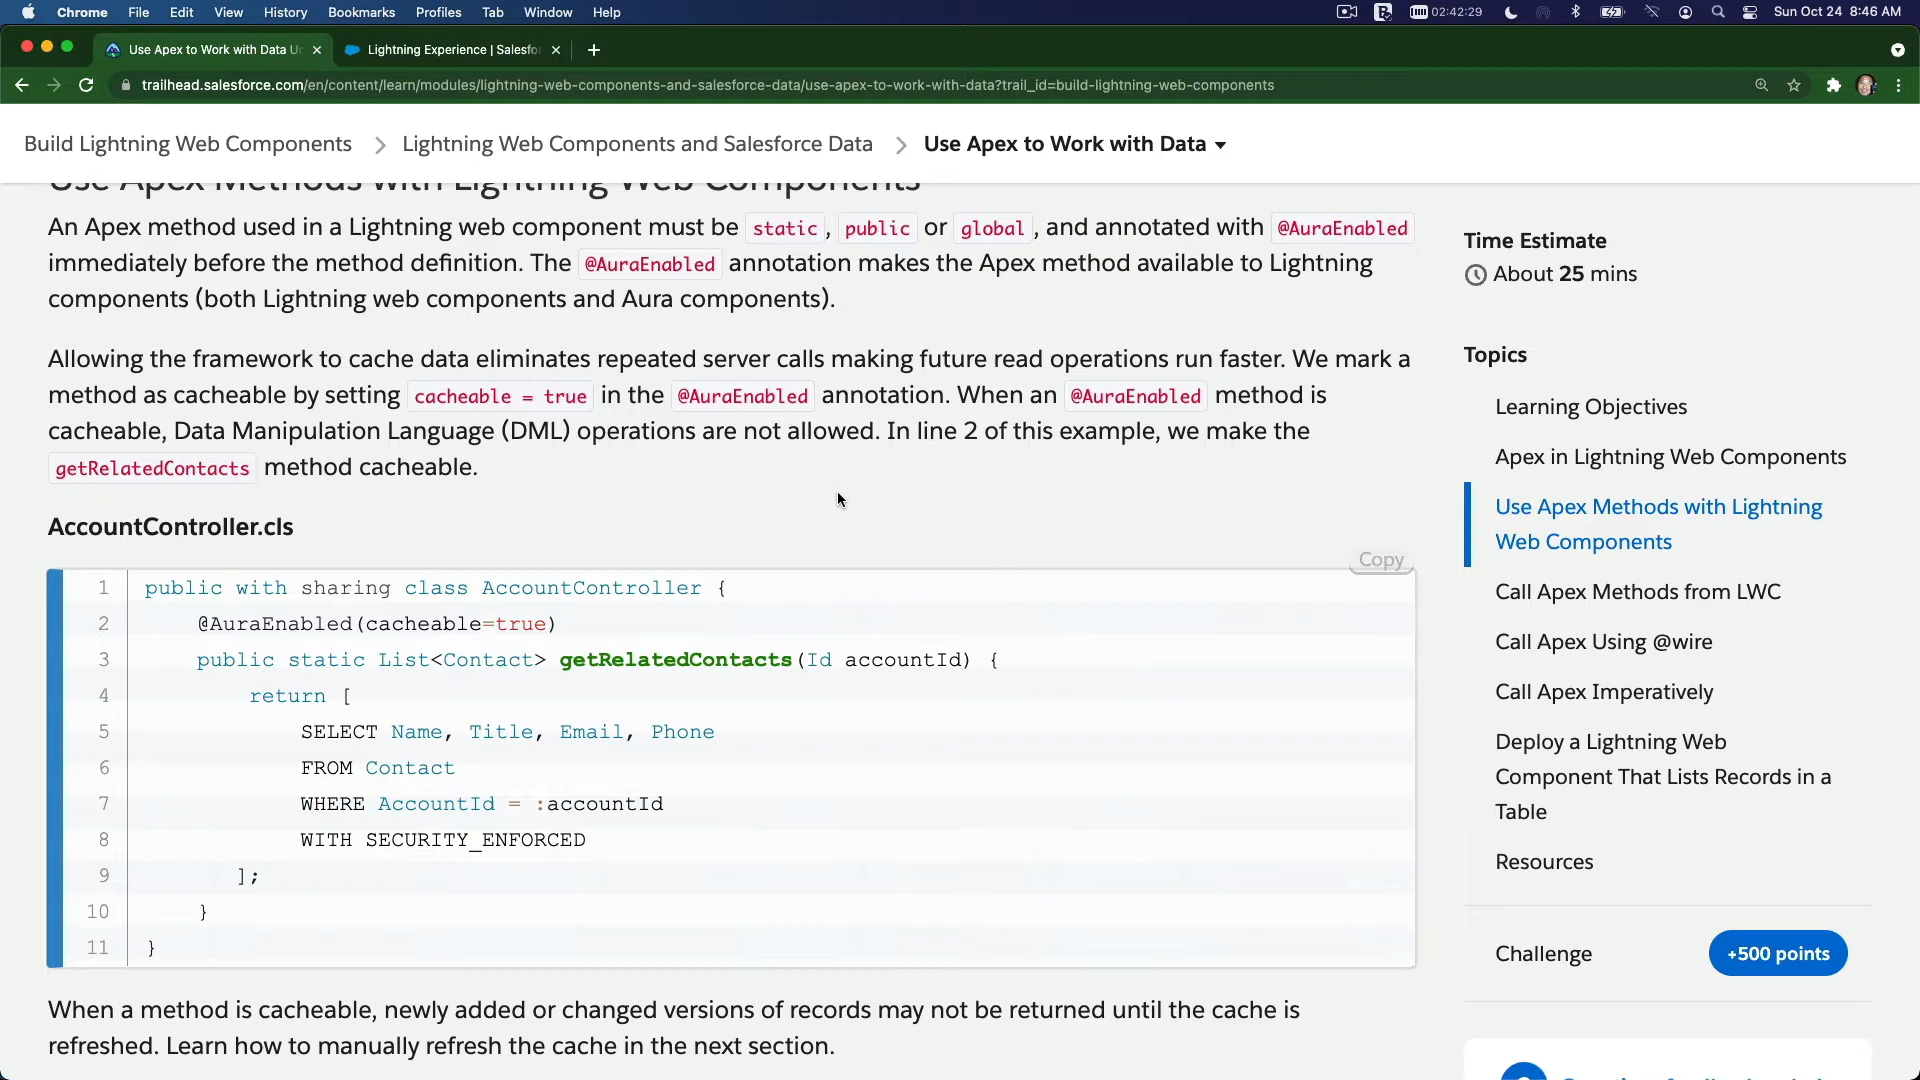 Chrome File Edit View History Bookmarks Profiles Tab Window Help 02:42:29 Sun Oct 24 8:46 AM
Use Apex to Work with Data Ur Lightning Experience | Salesfor
trailhead.salesforce.com/en/content/learn/modules/lightning-web-components-and-salesforce-data/use-apex-to-work-with-data?trail_id=build-lightning-web-components
Build Lightning Web Components > Lightning Web Components and Salesforce Data > Use Apex to Work with Data
Use Apex Methods with Lightning Web Components
An Apex method used in a Lightning web component must be static, public or global, and annotated with @AuraEnabled
immediately before the method definition. The @AuraEnabled annotation makes the Apex method available to Lightning
components (both Lightning web components and Aura components).
Allowing the framework to cache data eliminates repeated server calls making future read operations run faster. We mark a
method as cacheable by setting cacheable = true in the @AuraEnabled annotation. When an @AuraEnabled method is
cacheable, Data Manipulation Language (DML) operations are not allowed. In line 2 of this example, we make the
getRelatedContacts method cacheable.
AccountController.cls
Copy
1 public with sharing class AccountController {
2 @AuraEnabled(cacheable=true)
3 public static List<Contact> getRelatedContacts(Id accountId) {
4 return [
5 SELECT Name, Title, Email, Phone
6 FROM Contact
7 WHERE AccountId = :accountId
8 WITH SECURITY_ENFORCED
9 ];
10 }
11 }
When a method is cacheable, newly added or changed versions of records may not be returned until the cache is
refreshed. Learn how to manually refresh the cache in the next section.
Time Estimate
About 25 mins
Topics
Learning Objectives
Apex in Lightning Web Components
Use Apex Methods with Lightning
Web Components
Call Apex Methods from LWC
Call Apex Using @wire
Call Apex Imperatively
Deploy a Lightning Web
Component That Lists Records in a
Table
Resources
Challenge +500 points